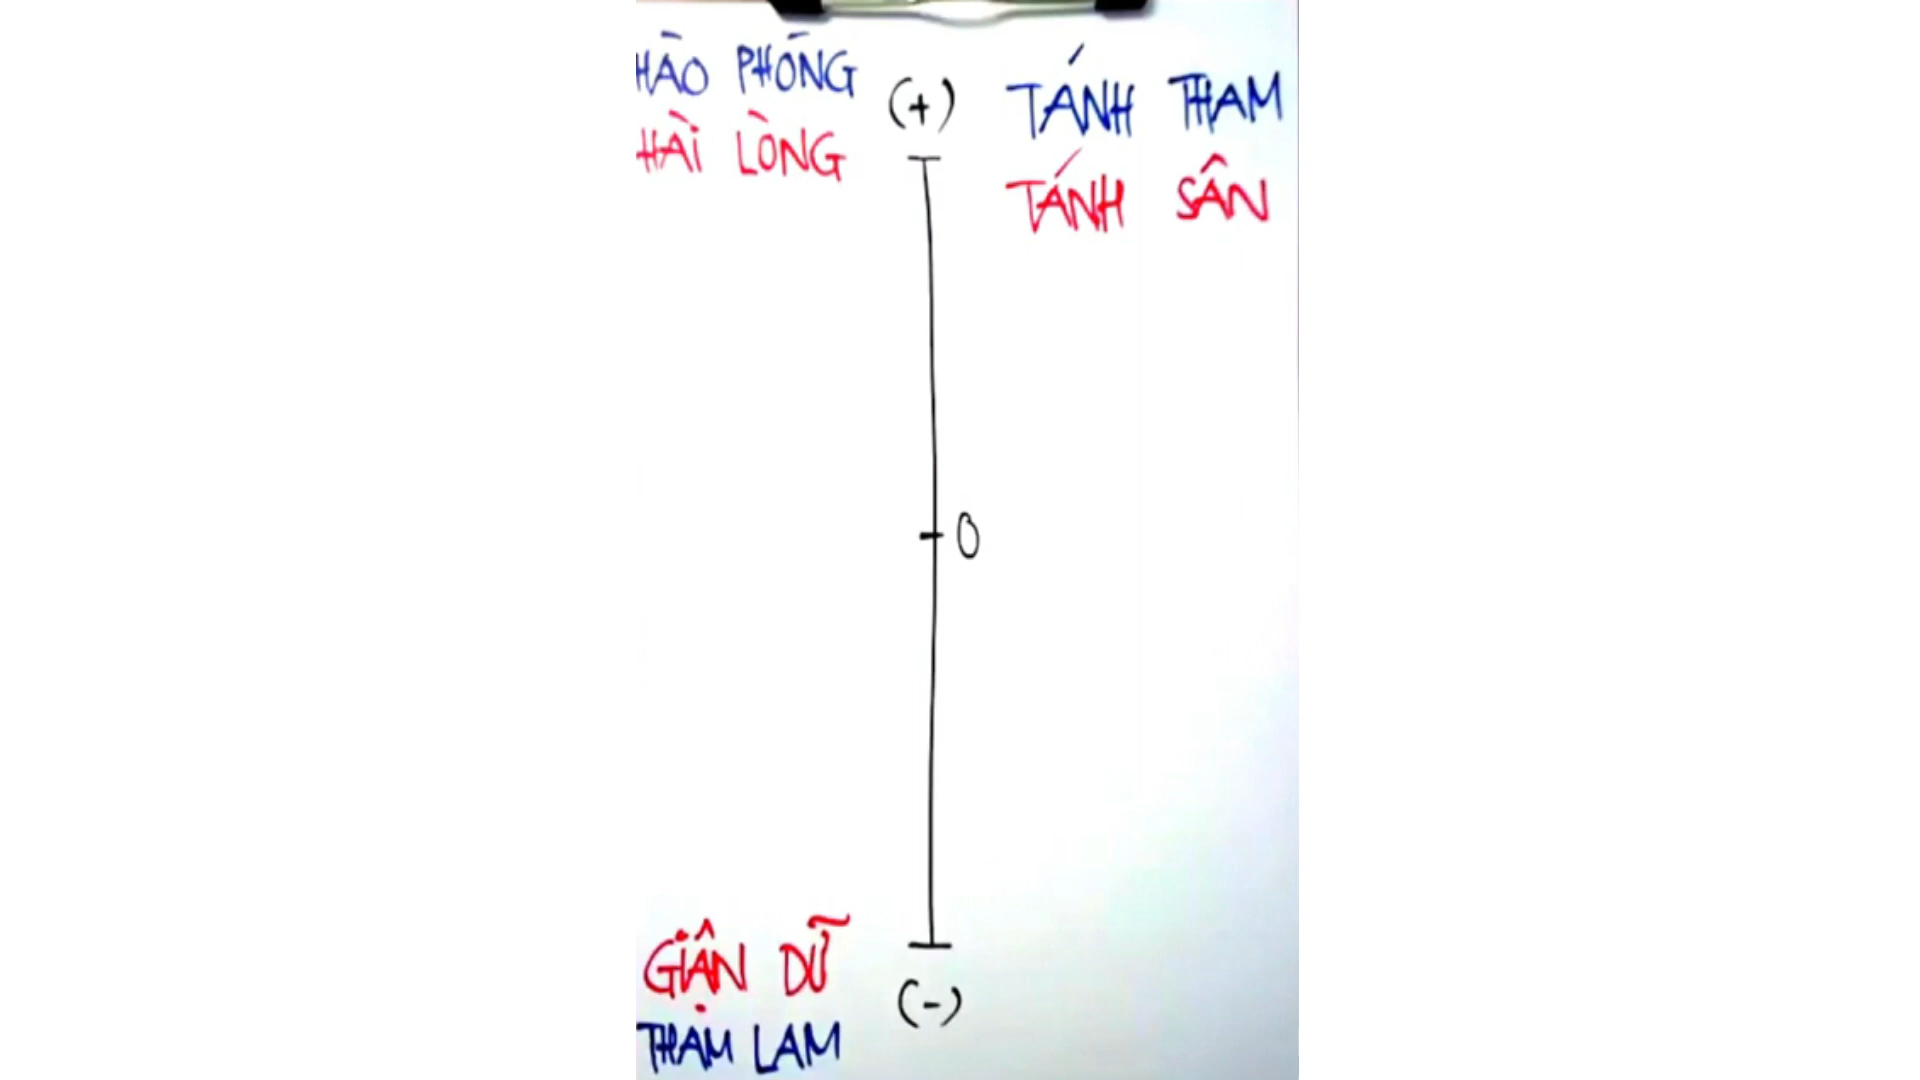 HÀO PHÓNG
HÀI LÒNG
(+)
TÁNH THAM
TÁNH SÂN
0
GIẬN DỮ
THAM LAM
(-)